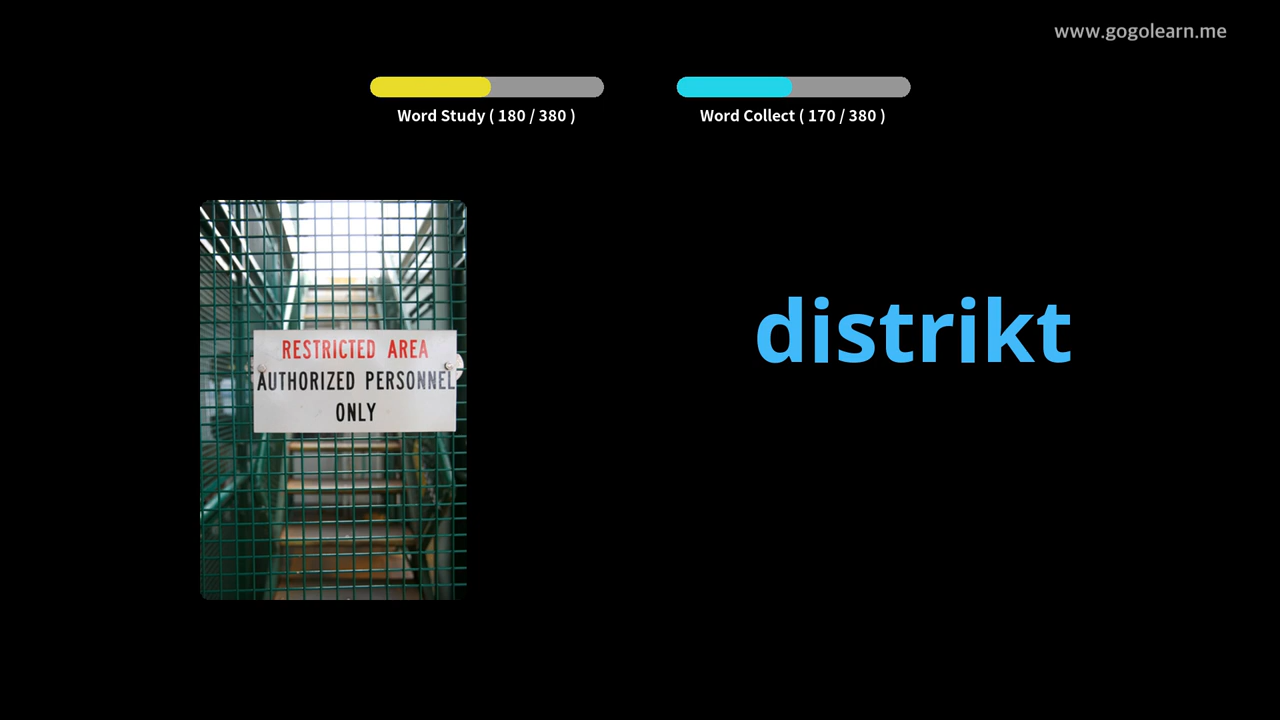 www.gogolearn.me
Word Study ( 180 / 380 )
Word Collect ( 170 / 380 )
RESTRICTED AREA
AUTHORIZED PERSONNEL
ONLY
distrikt